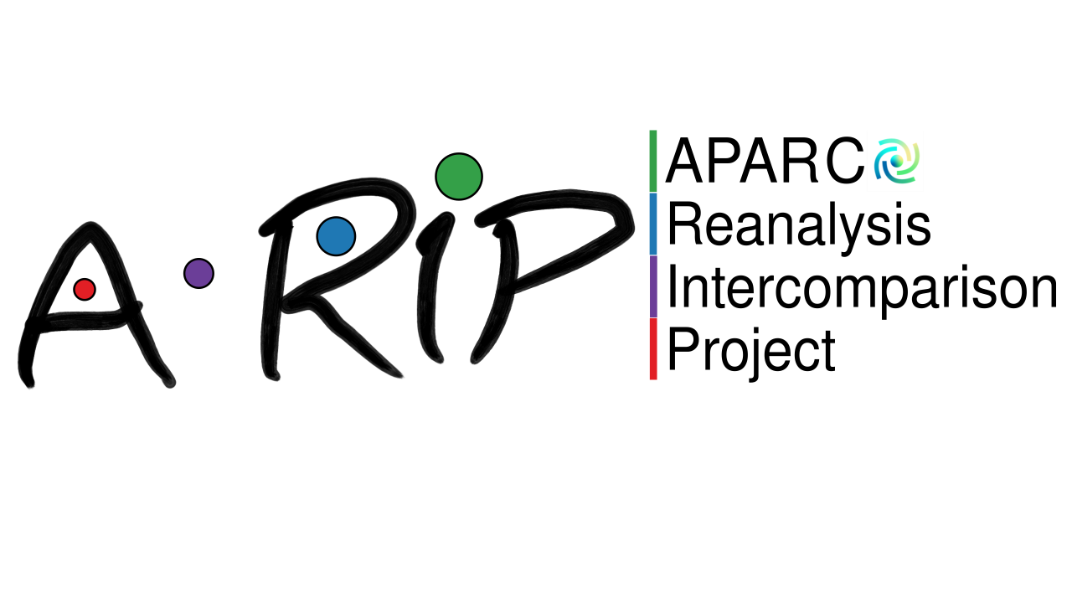 A·RiP
APARC
Reanalysis
Intercomparison
Project